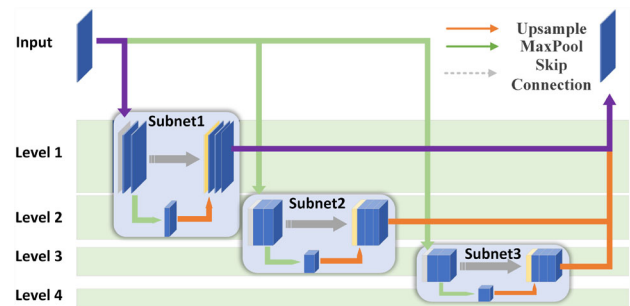 Input
Upsample
MaxPool
Skip
Connection
Subnet1
Level 1
Subnet2
Level 2
Level 3
Subnet3
Level 4